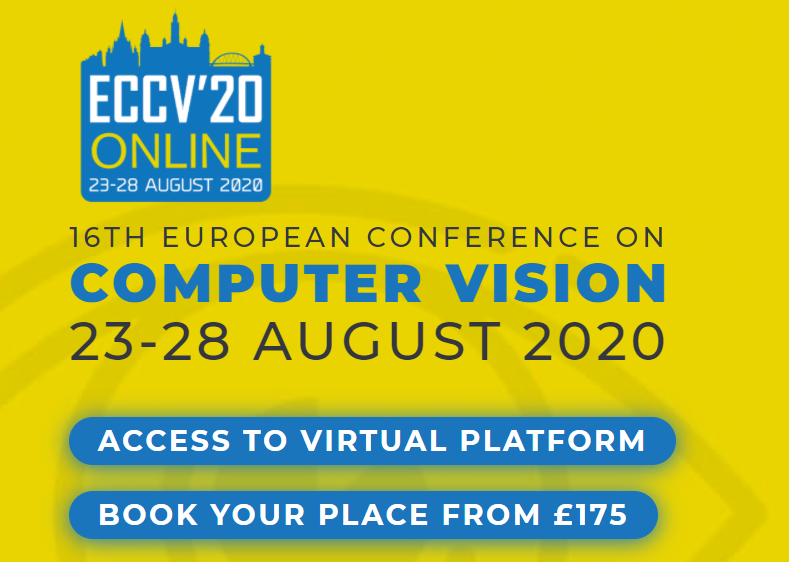 ECCV'20
ONLINE
23-28 AUGUST 2020
16TH EUROPEAN CONFERENCE ON
COMPUTER VISION
23-28 AUGUST 2020
ACCESS TO VIRTUAL PLATFORM
BOOK YOUR PLACE FROM £175